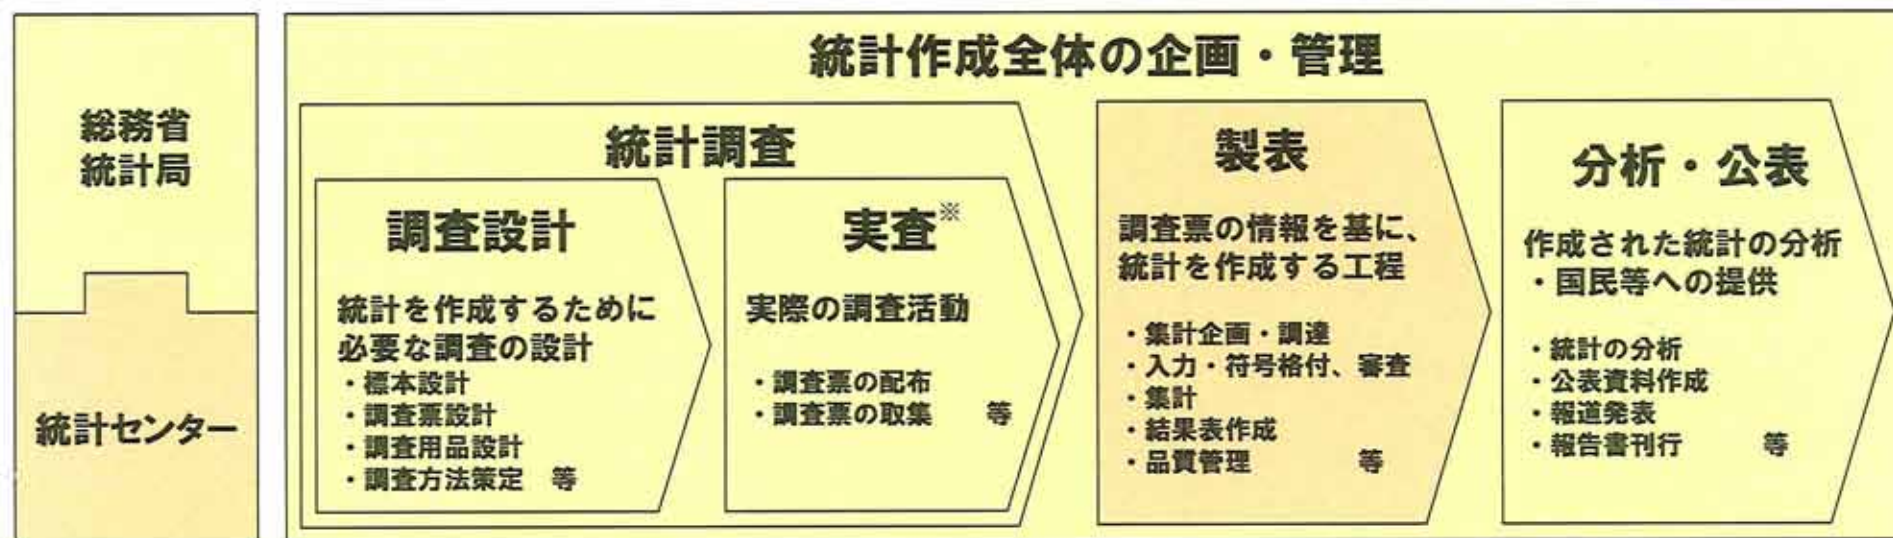 総務省
統計局
統計センター
統計作成全体の企画・管理
統計調査
調査設計
統計を作成するために
必要な調査の設計
・標本設計
・調査票設計
・調査用品設計
・調査方法策定 等
実査※
実際の調査活動
・調査票の配布
・調査票の取集 等
製表
調査票の情報を基に、
統計を作成する工程
・集計企画・調達
・入力・符号格付、審査
・集計
・結果表作成
・品質管理 等
分析・公表
作成された統計の分析
・国民等への提供
・統計の分析
・公表資料作成
・報道発表
・報告書刊行 等